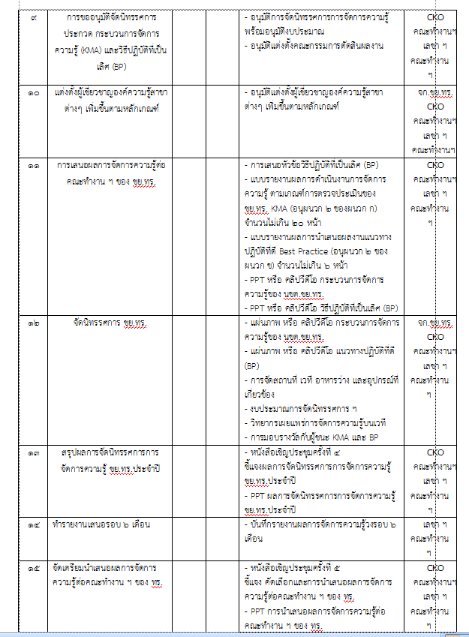 ๙
การขออนุมัติจัดนิทรรศการ
ประกวด กระบวนการจัดการ
ความรู้ (KMA) และวิธีปฏิบัติที่เป็น
เลิศ (BP)
- อนุมัติการจัดนิทรรศการการจัดการความรู้
พร้อมอนุมัติงบประมาณ
- อนุมัติแต่งตั้งคณะกรรมการตัดสินผลงาน
CKO
คณะทำงานฯ
เลขา ฯ
คณะทำงาน
ฯ
๑๐
แต่งตั้งผู้เชี่ยวชาญองค์ความรู้สาขา
ต่างๆ เพิ่มขึ้นตามหลักเกณฑ์
- อนุมัติแต่งตั้งผู้เชี่ยวชาญองค์ความรู้สาขา
ต่างๆ เพิ่มขึ้นตามหลักเกณฑ์
จก.ขย.ทร.
CKO
คณะทำงานฯ
เลขา ฯ
คณะทำงานฯ
๑๑
การเสนอผลการจัดการความรู้ต่อ
คณะทำงาน ฯ ของ ขย.ทร.
- การเสนอหัวข้อวิธีปฏิบัติที่เป็นเลิศ (BP)
- แบบรายงานผลการดำเนินงานการจัดการ
ความรู้ ตามเกณฑ์การตรวจประเมินของ
ขย.ทร. KMA (อนุผนวก ๒ ของผนวก ก)
จำนวนไม่เกิน ๒๐ หน้า
- แบบรายงานผลการนำเสนอผลงานแนวทาง
ปฏิบัติที่ดี Best Practice (อนุผนวก ๒ ของ
ผนวก ข) จำนวนไม่เกิน ๖ หน้า
- PPT หรือ คลิปวีดีโอ กระบวนการจัดการ
ความรู้ของ นขต.ขย.ทร.
- PPT หรือ คลิปวีดีโอ วิธีปฏิบัติที่เป็นเลิศ (BP)
CKO
คณะทำงานฯ
เลขา ฯ
คณะทำงาน
ฯ
๑๒
จัดนิทรรศการ ขย.ทร.
- แผ่นภาพ หรือ คลิปวีดีโอ กระบวนการจัดการ
ความรู้ของ นขต.ขย.ทร.
- แผ่นภาพ หรือ คลิปวีดีโอ แนวทางปฏิบัติที่ดี
(BP)
- การจัดสถานที่ เวที อาหารว่าง และอุปกรณ์ที่
เกี่ยวข้อง
- งบประมาณการจัดนิทรรศการ ฯ
- วิทยากรเผยแพร่การจัดการความรู้บนเวที
- การมอบรางวัลกับผู้ชนะ KMA และ BP
จก.ขย.ทร.
CKO
คณะทำงานฯ
เลขา ฯ
คณะทำงาน
ฯ
๑๓
สรุปผลการจัดนิทรรศการการ
จัดการความรู้ ขย.ทร.ประจำปี
- หนังสือเชิญประชุมครั้งที่ ๔
ชี้แจงผลการจัดนิทรรศการการจัดการความรู้
ขย.ทร.ประจำปี
- PPT ผลการจัดนิทรรศการการจัดการความรู้
ขย.ทร.ประจำปี
CKO
คณะทำงานฯ
เลขา ฯ
คณะทำงาน
ฯ
๑๔
ทำรายงานเสนอรอบ ๖ เดือน
- บันทึกรายงานผลการจัดการความรู้วงรอบ ๖
เดือน
เลขา ฯ
คณะทำงาน
ฯ
๑๕
จัดเตรียมนำเสนอผลการจัดการ
ความรู้ต่อคณะทำงาน ฯ ของ ทร.
- หนังสือเชิญประชุมครั้งที่ ๕
ชี้แจง คัดเลือกและการนำเสนอผลการจัดการ
ความรู้ต่อคณะทำงาน ฯ ของ ทร.
- PPT การนำเสนอผลการจัดการความรู้ต่อ
คณะทำงาน ฯ ของ ทร.
CKO
คณะทำงานฯ
เลขา ฯ
คณะทำงาน
ฯ